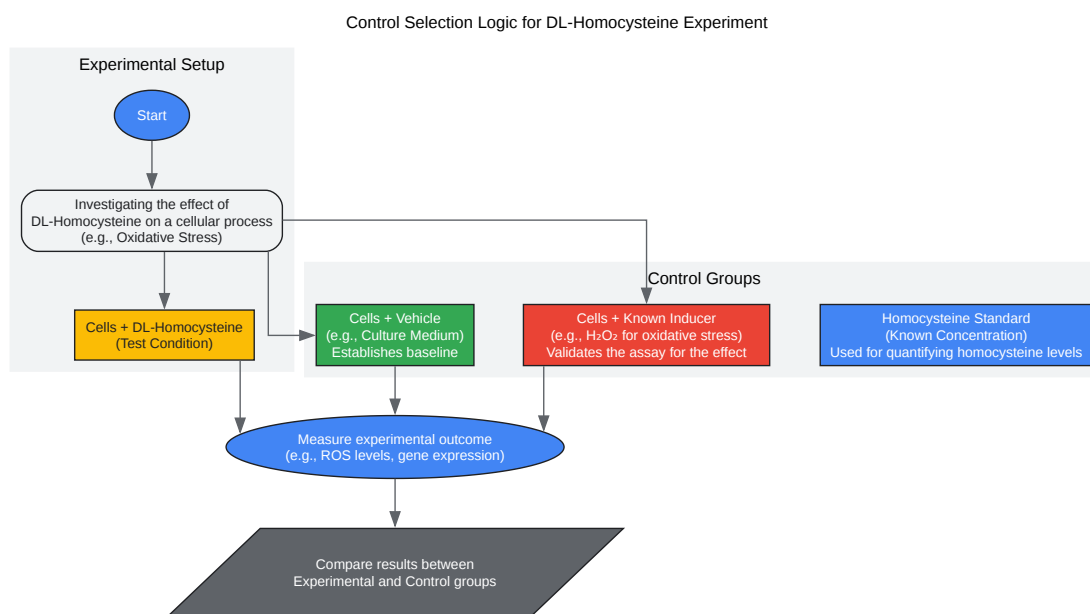 Control Selection Logic for DL-Homocysteine Experiment
Experimental Setup
Start
Investigating the effect of
DL-Homocysteine on a cellular process
(e.g., Oxidative Stress)
Control Groups
Cells + DL-Homocysteine
(Test Condition)
Cells + Vehicle
(e.g., Culture Medium)
Establishes baseline
Cells + Known Inducer
(e.g., H₂O₂ for oxidative stress)
Validates the assay for the effect
Homocysteine Standard
(Known Concentration)
Used for quantifying homocysteine levels
Measure experimental outcome
(e.g., ROS levels, gene expression)
Compare results between
Experimental and Control groups